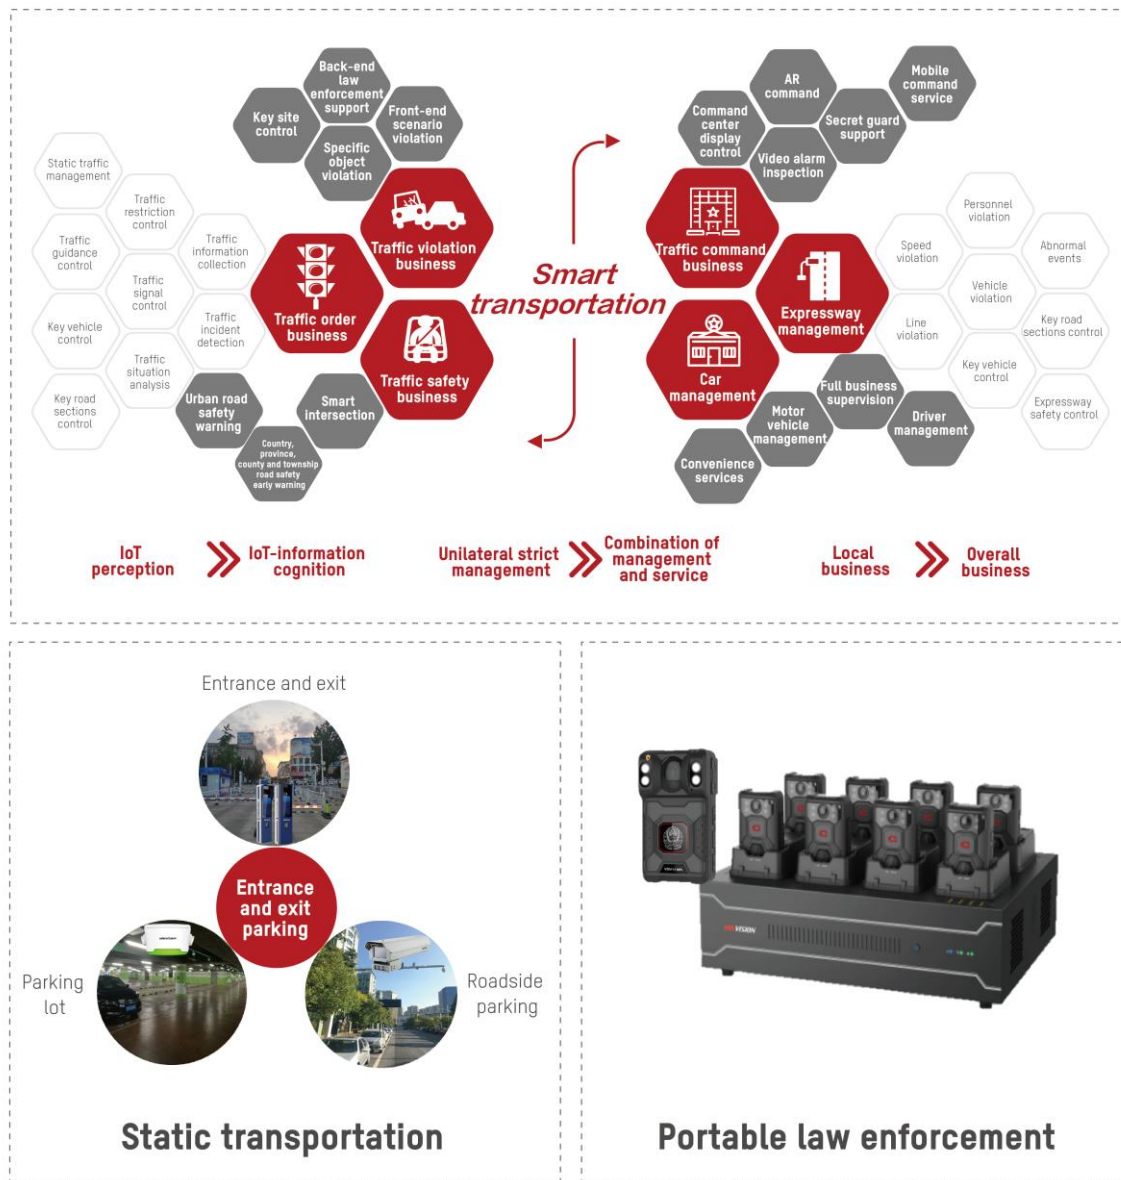 Back-end
law
enforcement
support
Key site
control
Front-end
scenario
violation
Specific
object
violation
Static traffic
management
Traffic
restriction
control
Traffic
guidance
control
Traffic
information
collection
Traffic
signal
control
Key vehicle
control
Traffic
incident
detection
Traffic
situation
analysis
Key road
sections
control
Traffic violation
business
Traffic order
business
Traffic safety
business
Urban road
safety
warning
Smart
intersection
Country,
province,
county and township
road safety
early warning
Smart
transportation
AR
command
Mobile
command
service
Command
center
display
control
Secret guard
support
Video alarm
inspection
Traffic command
business
Expressway
management
Car
management
Personnel
violation
Speed
violation
Abnormal
events
Vehicle
violation
Line
violation
Key road
sections control
Key vehicle
control
Expressway
safety control
Full business
supervision
Motor
vehicle
management
Driver
management
Convenience
services
IoT
perception
IoT-information
cognition
Unilateral strict
management
Combination of
management
and service
Local
business
Overall
business
Entrance and exit
Entrance
and exit
parking
Parking
lot
Roadside
parking
Static transportation
HIKVISION
Portable law enforcement